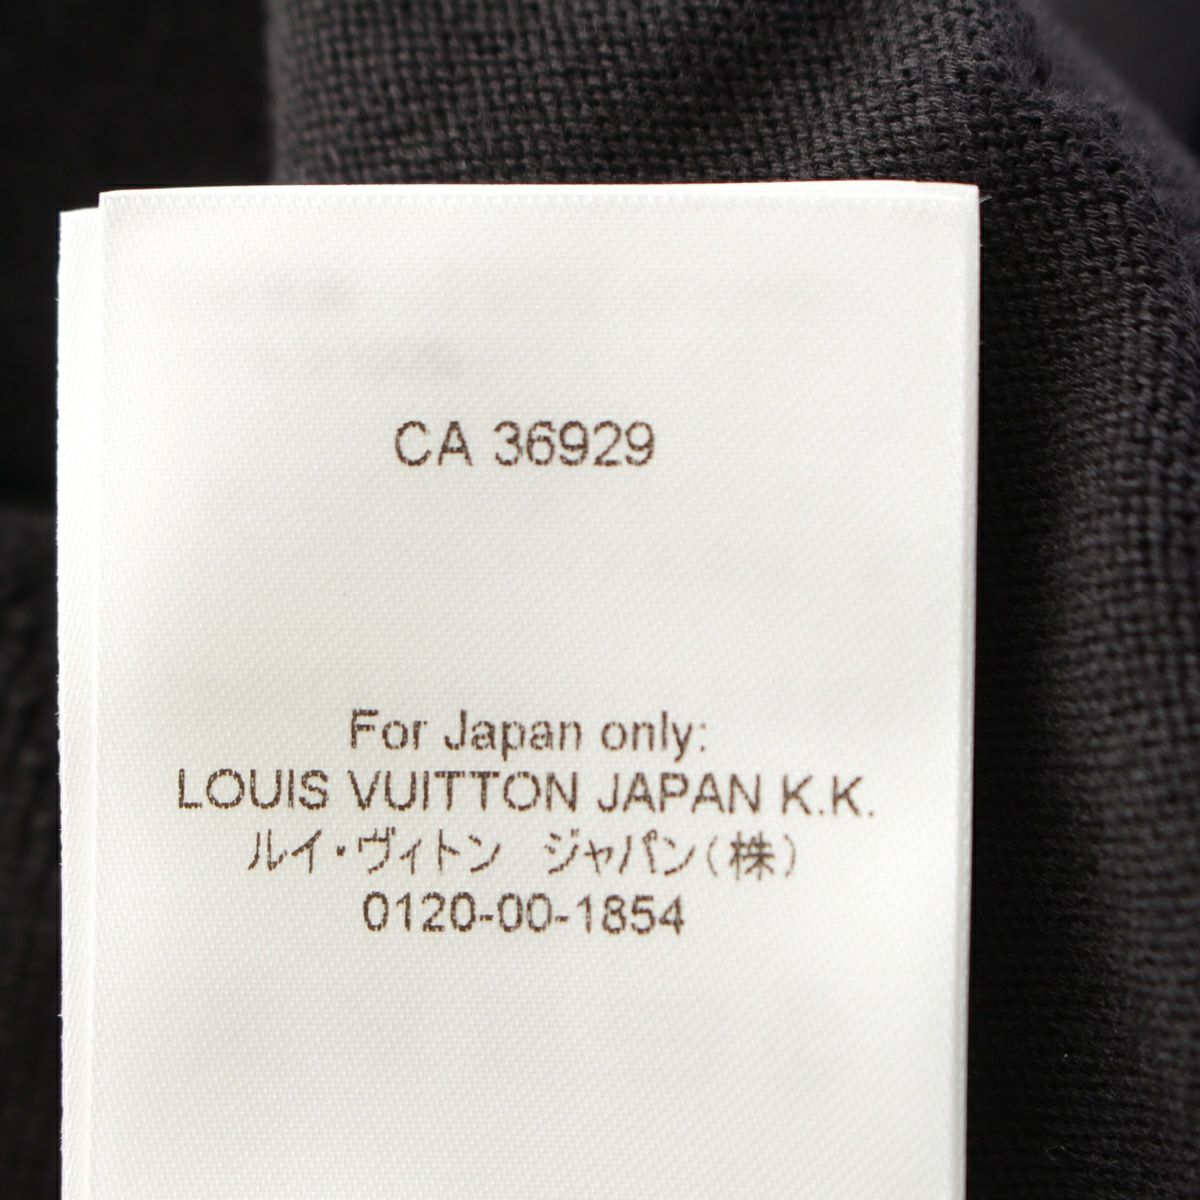 CA 36929
For Japan only:
LOUIS VUITTON JAPAN K.K.
ルイ・ヴィトン ジャパン(株)
0120-00-1854